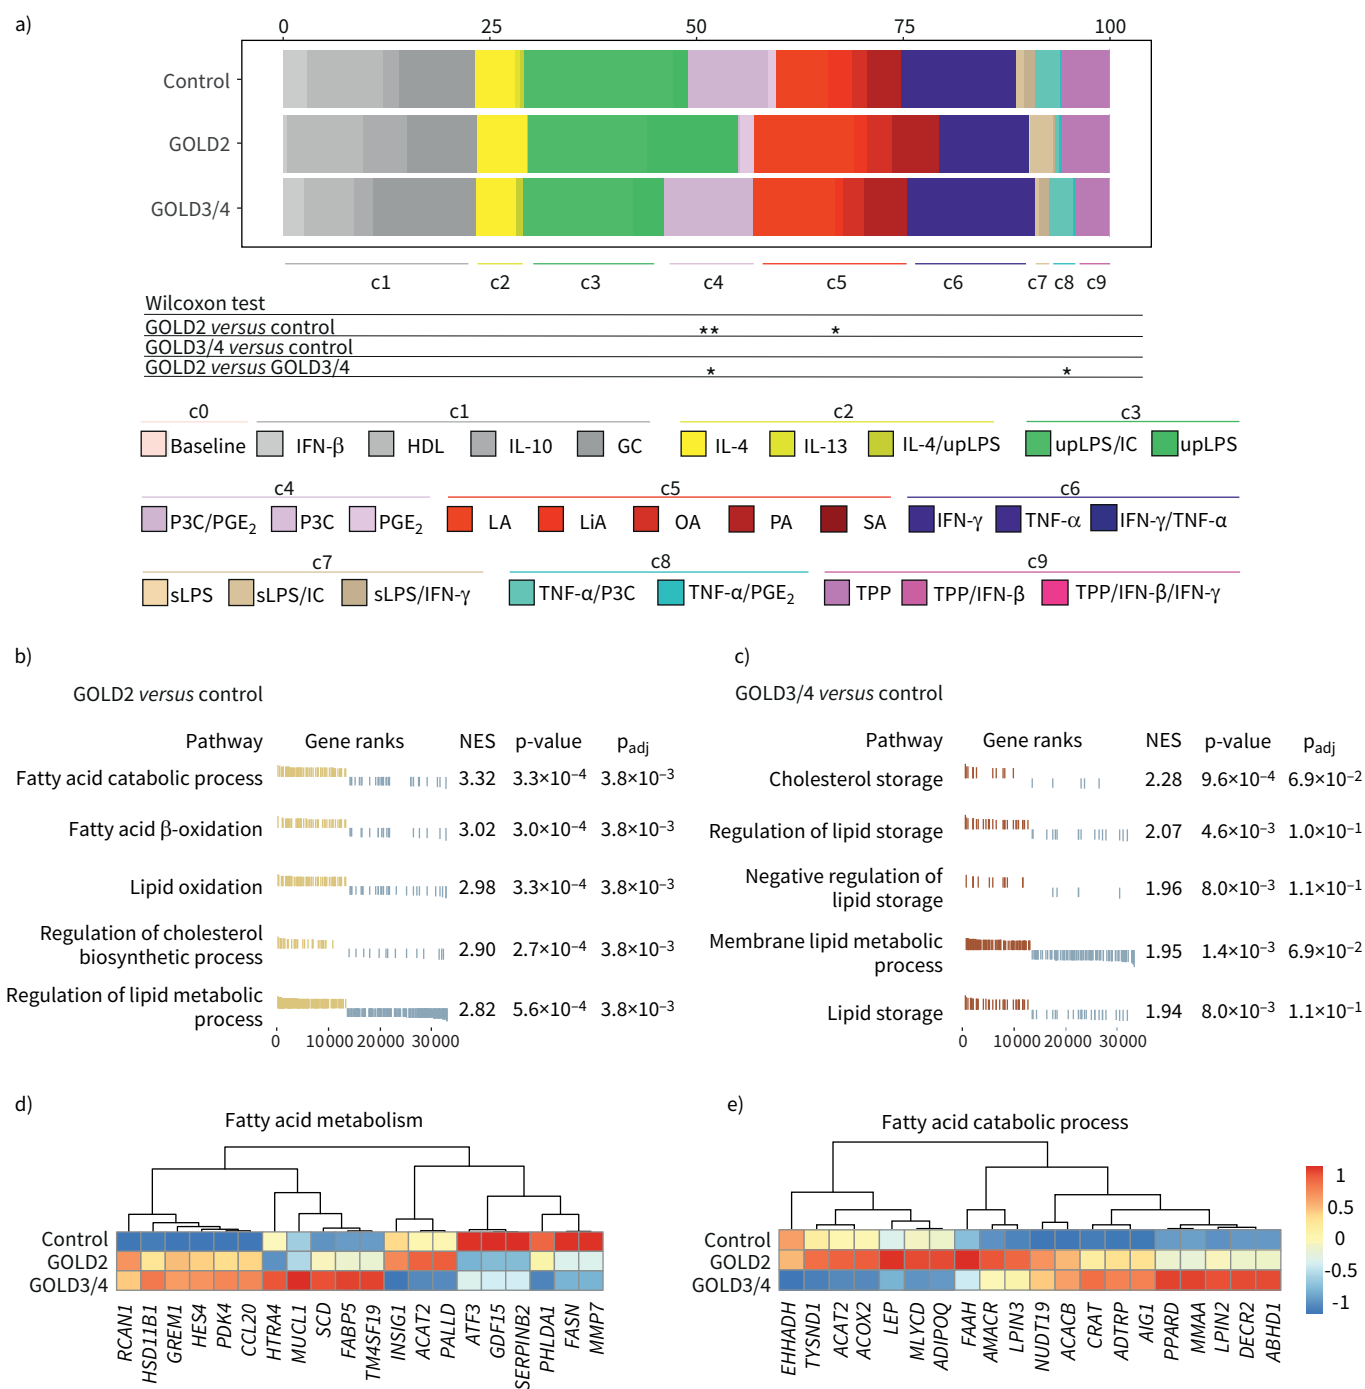 a)
0 25 50 75 100
Control
GOLD2
GOLD3/4
c1 c2 c3 c4 c5 c6 c7 c8 c9
Wilcoxon test
GOLD2 versus control ** *
GOLD3/4 versus control
GOLD2 versus GOLD3/4 * *
c0 c1 c2 c3
Baseline IFN-β HDL IL-10 GC IL-4 IL-13 IL-4/upLPS upLPS/IC upLPS
c4 c5 c6
P3C/PGE₂ P3C PGE₂ LA LiA OA PA SA IFN-γ TNF-α IFN-γ/TNF-α
c7 c8 c9
sLPS sLPS/IC sLPS/IFN-γ TNF-α/P3C TNF-α/PGE₂ TPP TPP/IFN-β TPP/IFN-β/IFN-γ
b)
GOLD2 versus control
Pathway Gene ranks NES p-value p_adj
Fatty acid catabolic process 3.32 3.3×10⁻⁴ 3.8×10⁻³
Fatty acid β-oxidation 3.02 3.0×10⁻⁴ 3.8×10⁻³
Lipid oxidation 2.98 3.3×10⁻⁴ 3.8×10⁻³
Regulation of cholesterol
biosynthetic process 2.90 2.7×10⁻⁴ 3.8×10⁻³
Regulation of lipid metabolic
process 2.82 5.6×10⁻⁴ 3.8×10⁻³
0 10000 20000 30000
c)
GOLD3/4 versus control
Pathway Gene ranks NES p-value p_adj
Cholesterol storage 2.28 9.6×10⁻⁴ 6.9×10⁻²
Regulation of lipid storage 2.07 4.6×10⁻³ 1.0×10⁻¹
Negative regulation of
lipid storage 1.96 8.0×10⁻³ 1.1×10⁻¹
Membrane lipid metabolic
process 1.95 1.4×10⁻³ 6.9×10⁻²
Lipid storage 1.94 8.0×10⁻³ 1.1×10⁻¹
0 10000 20000 30000
d)
Fatty acid metabolism
Control
GOLD2
GOLD3/4
RCAN1 HSD11B1 GREM1 HES4 PDK4 CCL20 HTRA4 MUCL1 SCD FABP5 TM4SF19 INSIG1 ACAT2 PALLD ATF3 GDF15 SERPINB2 PHLDA1 FASN MMP7
e)
Fatty acid catabolic process
Control
GOLD2
GOLD3/4
EHHADH TYSND1 ACAT2 ACOX2 LEP MLYCD ADIPOQ FAAH AMACR LPIN3 NUDT19 ACACB CRAT ADTRP AIG1 PPARD MMAA LPIN2 DECR2 ABHD1
1
0.5
0
-0.5
-1